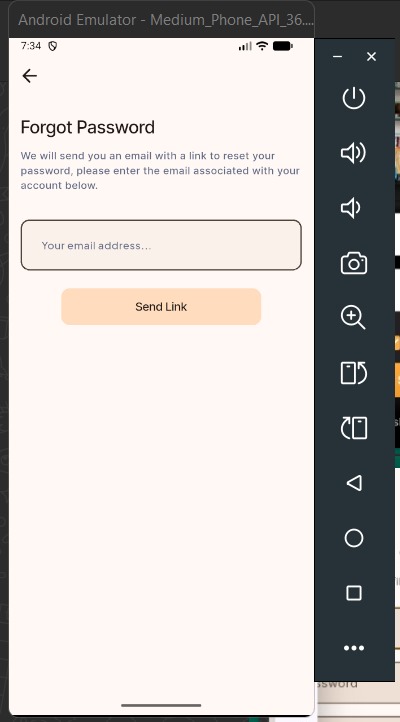 Android Emulator - Medium_Phone_API_36....
7:34
Forgot Password
We will send you an email with a link to reset your
password, please enter the email associated with your
account below.
Your email address...
Send Link
ssword